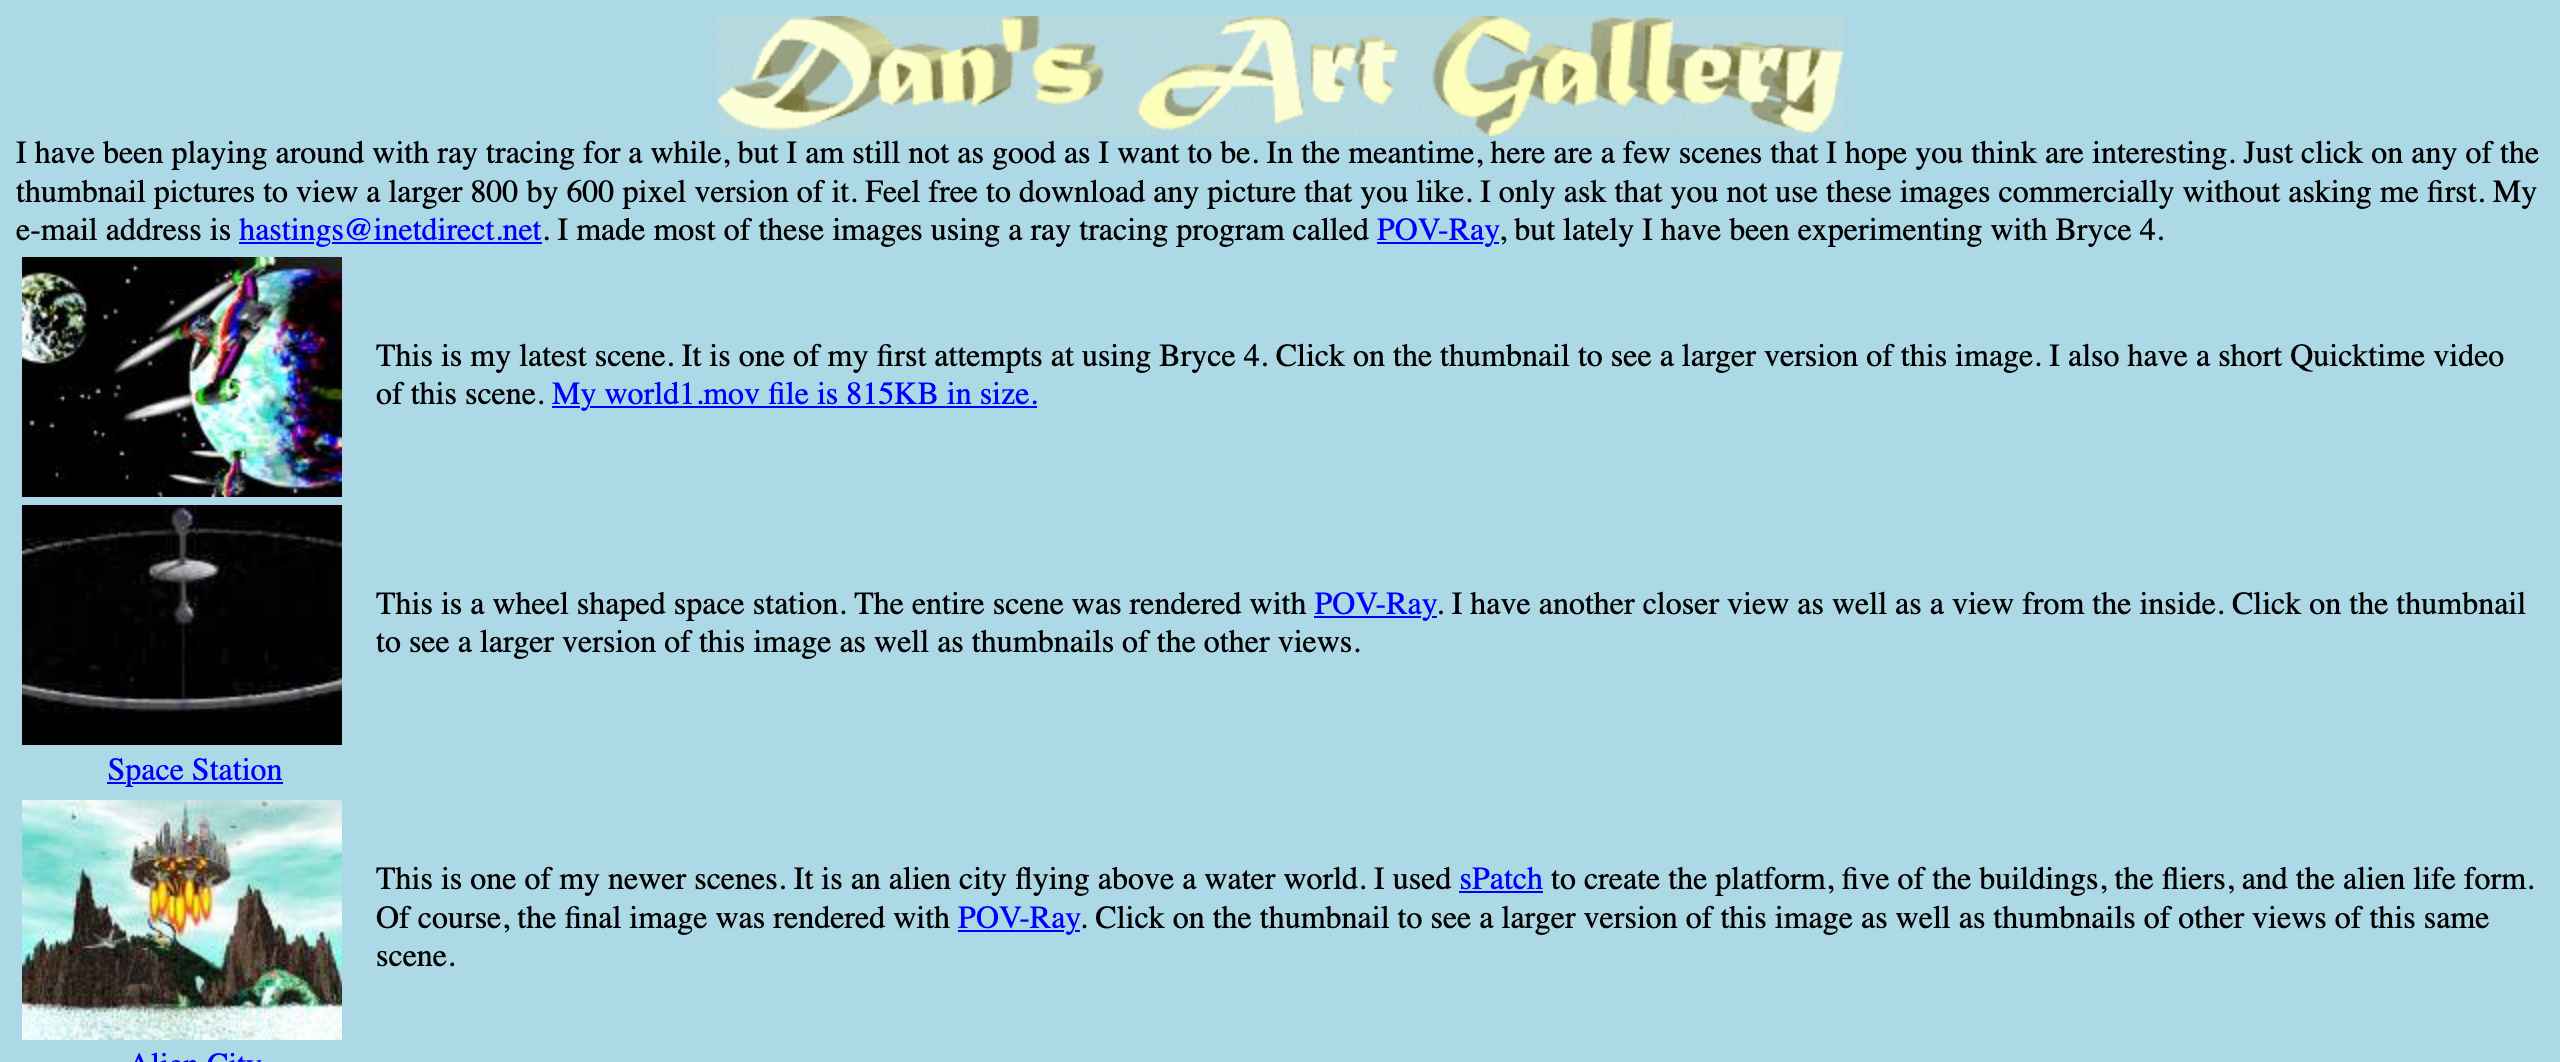 Dan's Art Gallery
I have been playing around with ray tracing for a while, but I am still not as good as I want to be. In the meantime, here are a few scenes that I hope you think are interesting. Just click on any of the
thumbnail pictures to view a larger 800 by 600 pixel version of it. Feel free to download any picture that you like. I only ask that you not use these images commercially without asking me first. My
e-mail address is hastings@inetdirect.net. I made most of these images using a ray tracing program called POV-Ray, but lately I have been experimenting with Bryce 4.
This is my latest scene. It is one of my first attempts at using Bryce 4. Click on the thumbnail to see a larger version of this image. I also have a short Quicktime video
of this scene. My world1.mov file is 815KB in size.
This is a wheel shaped space station. The entire scene was rendered with POV-Ray. I have another closer view as well as a view from the inside. Click on the thumbnail
to see a larger version of this image as well as thumbnails of the other views.
Space Station
This is one of my newer scenes. It is an alien city flying above a water world. I used sPatch to create the platform, five of the buildings, the fliers, and the alien life form.
Of course, the final image was rendered with POV-Ray. Click on the thumbnail to see a larger version of this image as well as thumbnails of other views of this same
scene.
Alien City